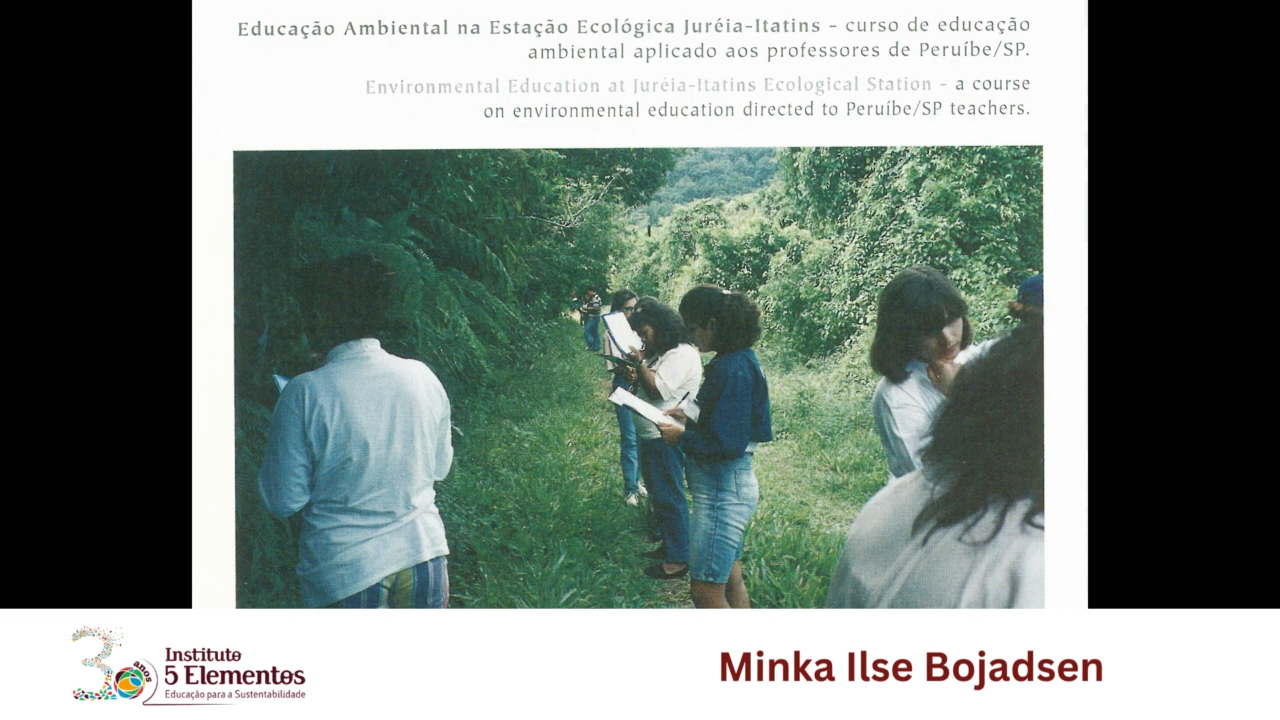 Educação Ambiental na Estação Ecológica Juréia-Itatins - curso de educação
ambiental aplicado aos professores de Peruíbe/SP.
Environmental Education at Juréia-Itatins Ecological Station - a course
on environmental education directed to Peruíbe/SP teachers.
30 anos
Instituto
5 Elementos
Educação para a Sustentabilidade
Minka Ilse Bojadsen